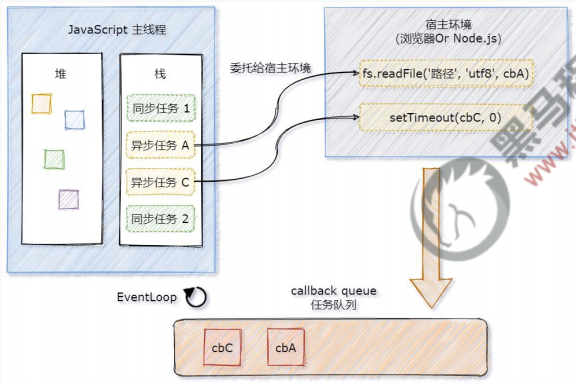 JavaScript 主线程
堆
栈
同步任务 1
异步任务 A
异步任务 C
同步任务 2
委托给宿主环境
宿主环境
(浏览器Or Node.js)
fs.readFile('路径', 'utf8', cbA)
setTimeout(cbC, 0)
黑马程
www.i
EventLoop
callback queue
任务队列
cbC
cbA